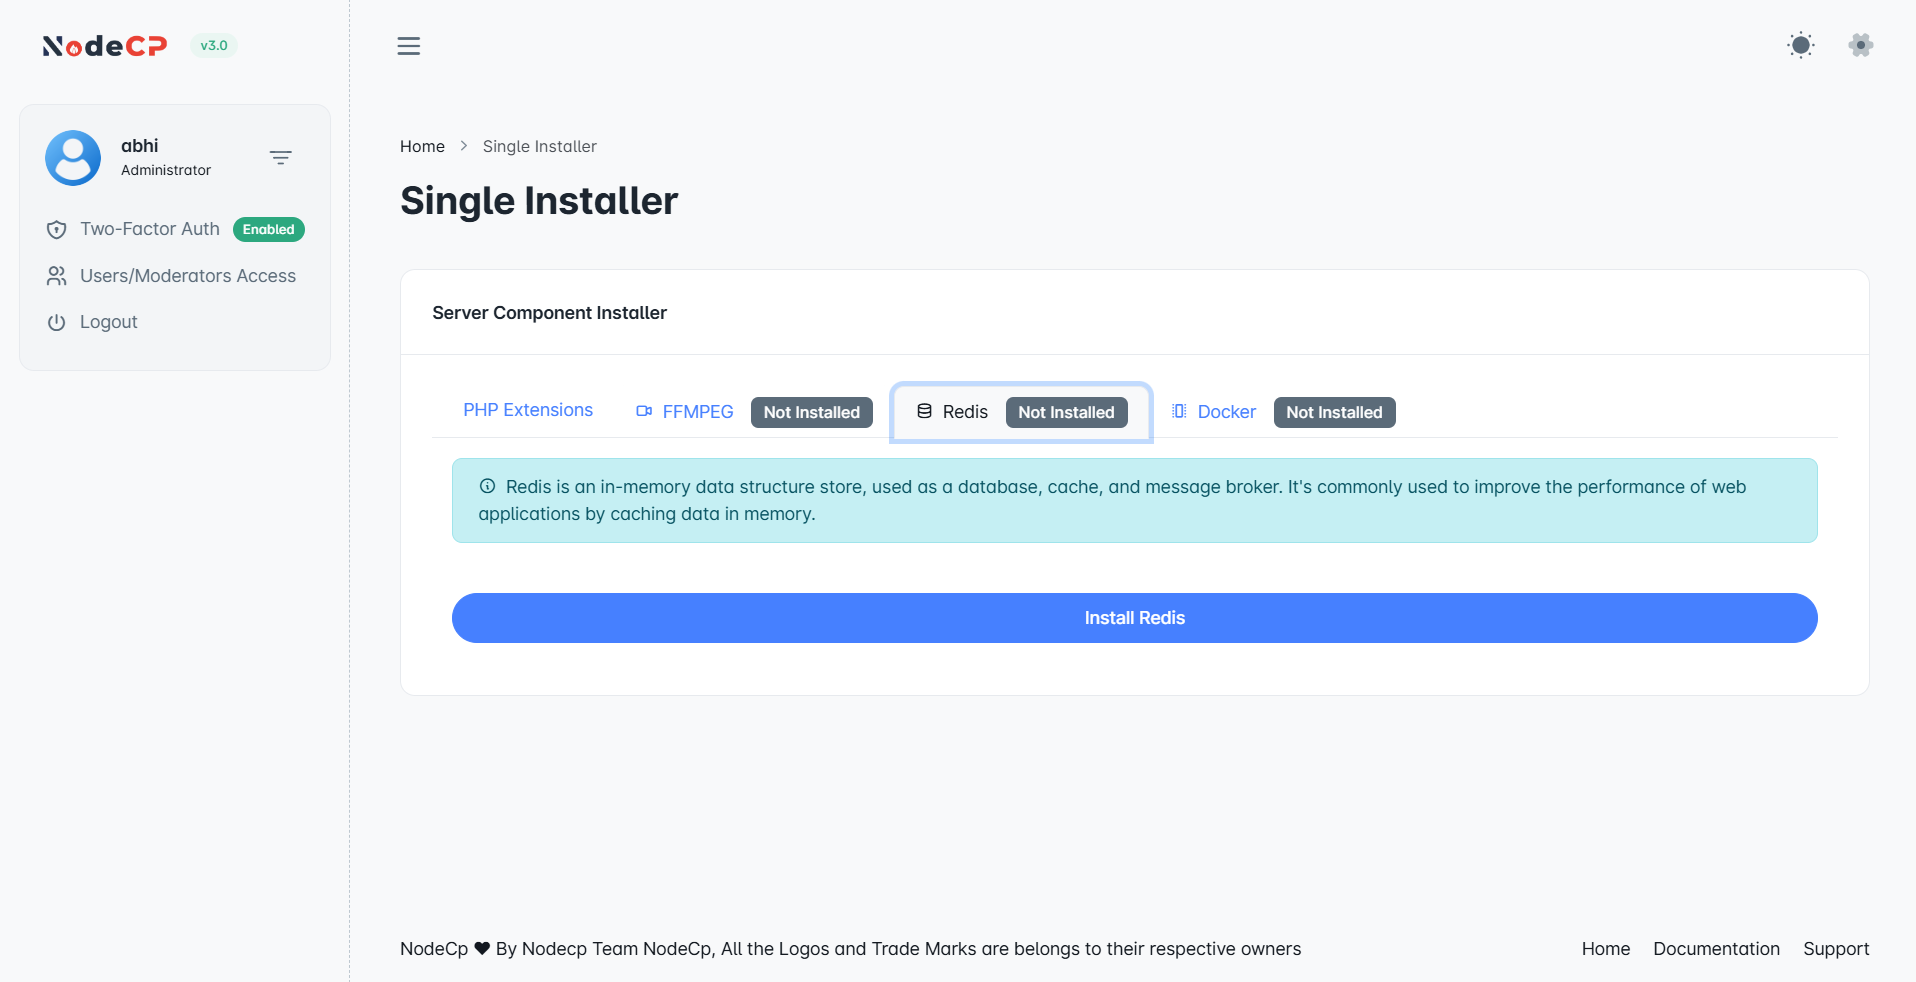 NodeCP v3.0
abhi
Administrator
Two-Factor Auth Enabled
Users/Moderators Access
Logout
Home > Single Installer
Single Installer
Server Component Installer
PHP Extensions FFMPEG Not Installed Redis Not Installed Docker Not Installed
Redis is an in-memory data structure store, used as a database, cache, and message broker. It's commonly used to improve the performance of web
applications by caching data in memory.
Install Redis
NodeCp ♥ By Nodecp Team NodeCp, All the Logos and Trade Marks are belongs to their respective owners
Home Documentation Support